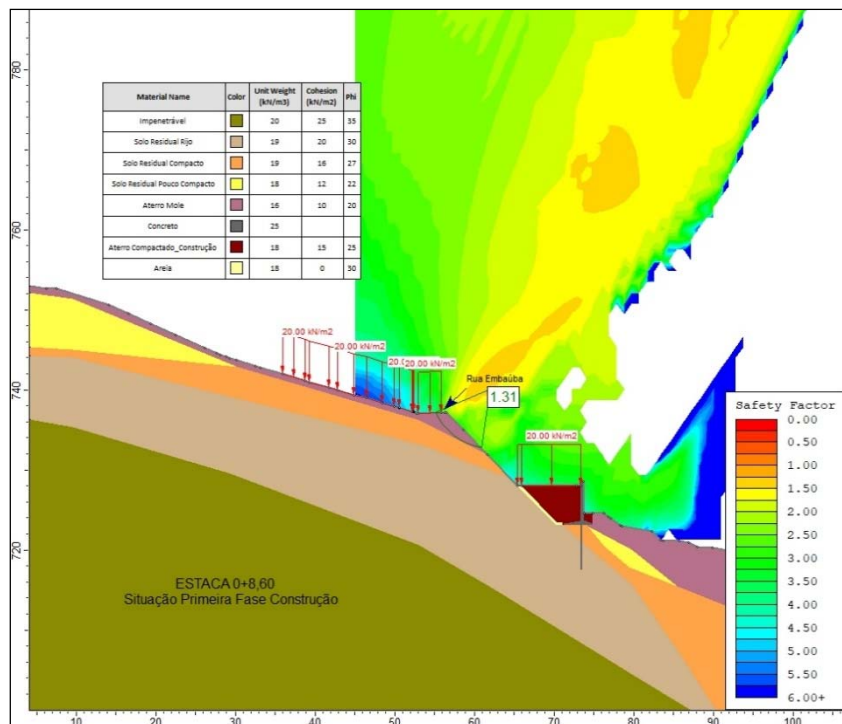 780
760
740
720
Material Name Color Unit Weight (kN/m3) Cohesion (kN/m2) Phi
Impenetrável 20 25 35
Solo Residual Rijo 19 20 30
Solo Residual Compacto 19 16 27
Solo Residual Pouco Compacto 18 12 22
Aterro Mole 16 10 20
Concreto 25
Aterro Compactado_Construção 18 15 25
Areia 18 0 30
20.00 kN/m2
20.00 kN/m2
20.0
20.00 kN/m2
Rua Embaúba
1.31
20.00 kN/m2
ESTACA 0+8,60
Situação Primeira Fase Construção
Safety Factor
0.00
0.50
1.00
1.50
2.00
2.50
3.00
3.50
4.00
4.50
5.00
5.50
6.00+
10 20 30 40 50 60 70 80 90 100